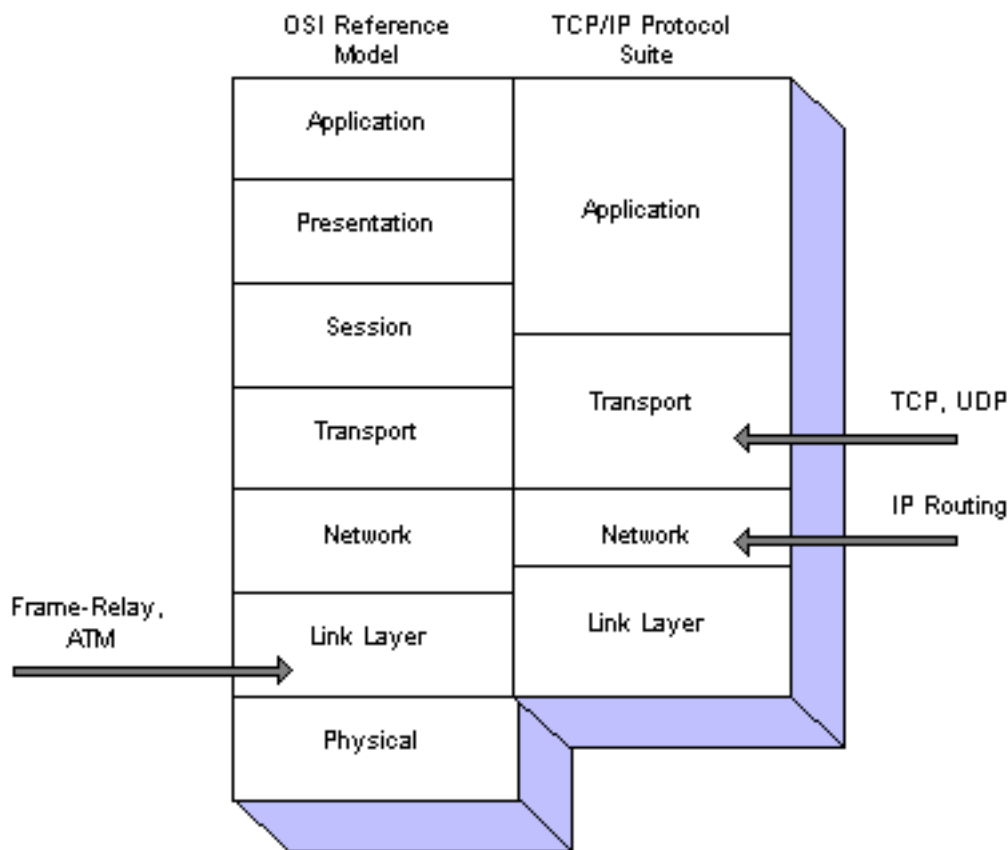 OSI Reference
Model
TCP/IP Protocol
Suite
Application
Presentation
Session
Transport
Network
Link Layer
Physical
Application
Transport
Network
Link Layer
TCP, UDP
IP Routing
Frame-Relay,
ATM